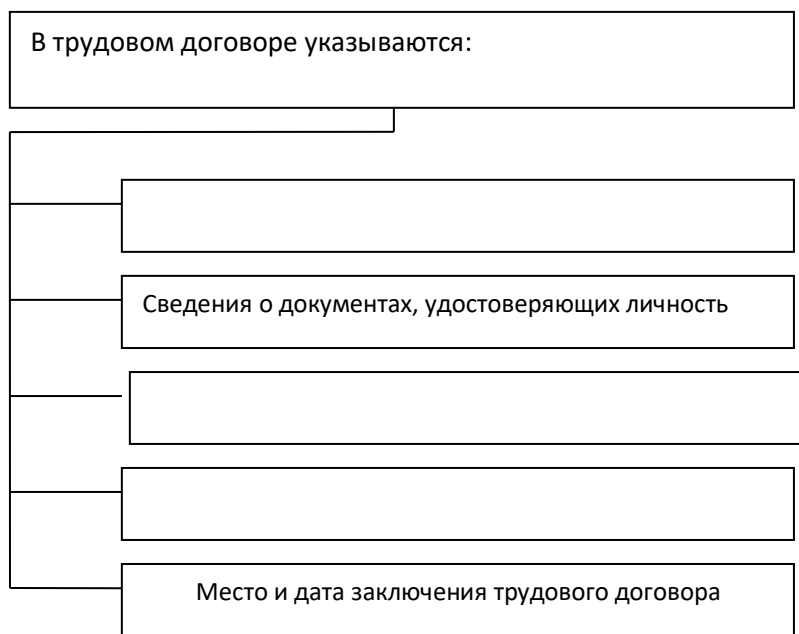 В трудовом договоре указываются:
Сведения о документах, удостоверяющих личность
Место и дата заключения трудового договора